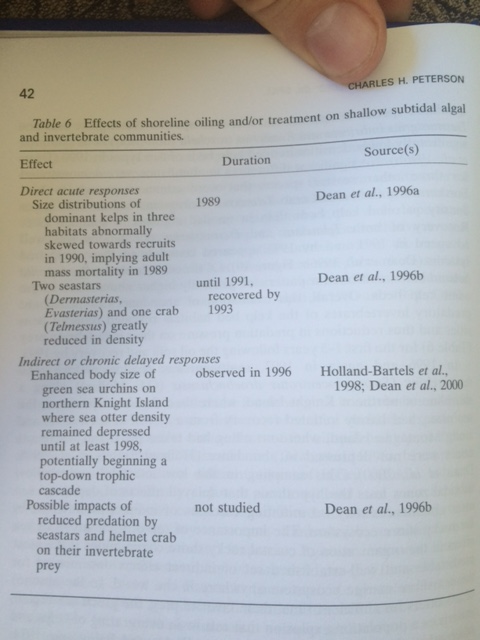 42
CHARLES H. PETERSON
Table 6 Effects of shoreline oiling and/or treatment on shallow subtidal algal
and invertebrate communities.
Effect Duration Source(s)
Direct acute responses
Size distributions of 1989 Dean et al., 1996a
dominant kelps in three
habitats abnormally
skewed towards recruits
in 1990, implying adult
mass mortality in 1989
Two seastars until 1991, Dean et al., 1996b
(Dermasterias, recovered by
Evasterias) and one crab 1993
(Telmessus) greatly
reduced in density
Indirect or chronic delayed responses
Enhanced body size of observed in 1996 Holland-Bartels et al.,
green sea urchins on 1998; Dean et al., 2000
northern Knight Island
where sea otter density
remained depressed
until at least 1998,
potentially beginning a
top-down trophic
cascade
Possible impacts of not studied Dean et al., 1996b
reduced predation by
seastars and helmet crab
on their invertebrate
prey